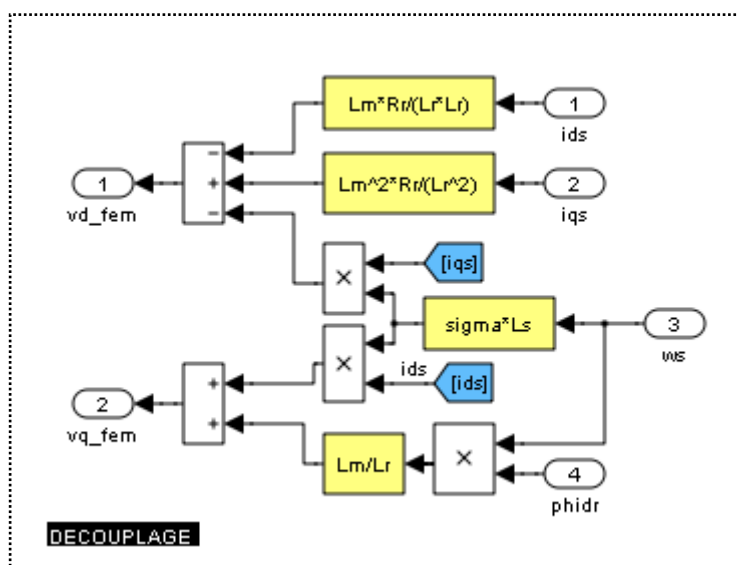 Lm*Rr/(Lr*Lr)
1
ids
−
+
−
1
vd_fem
Lm^2*Rr/(Lr^2)
2
iqs
×
[iqs]
sigma*Ls
3
ws
+
+
2
vq_fem
×
ids
[ids]
Lm/Lr
×
4
phidr
DECOUPLAGE